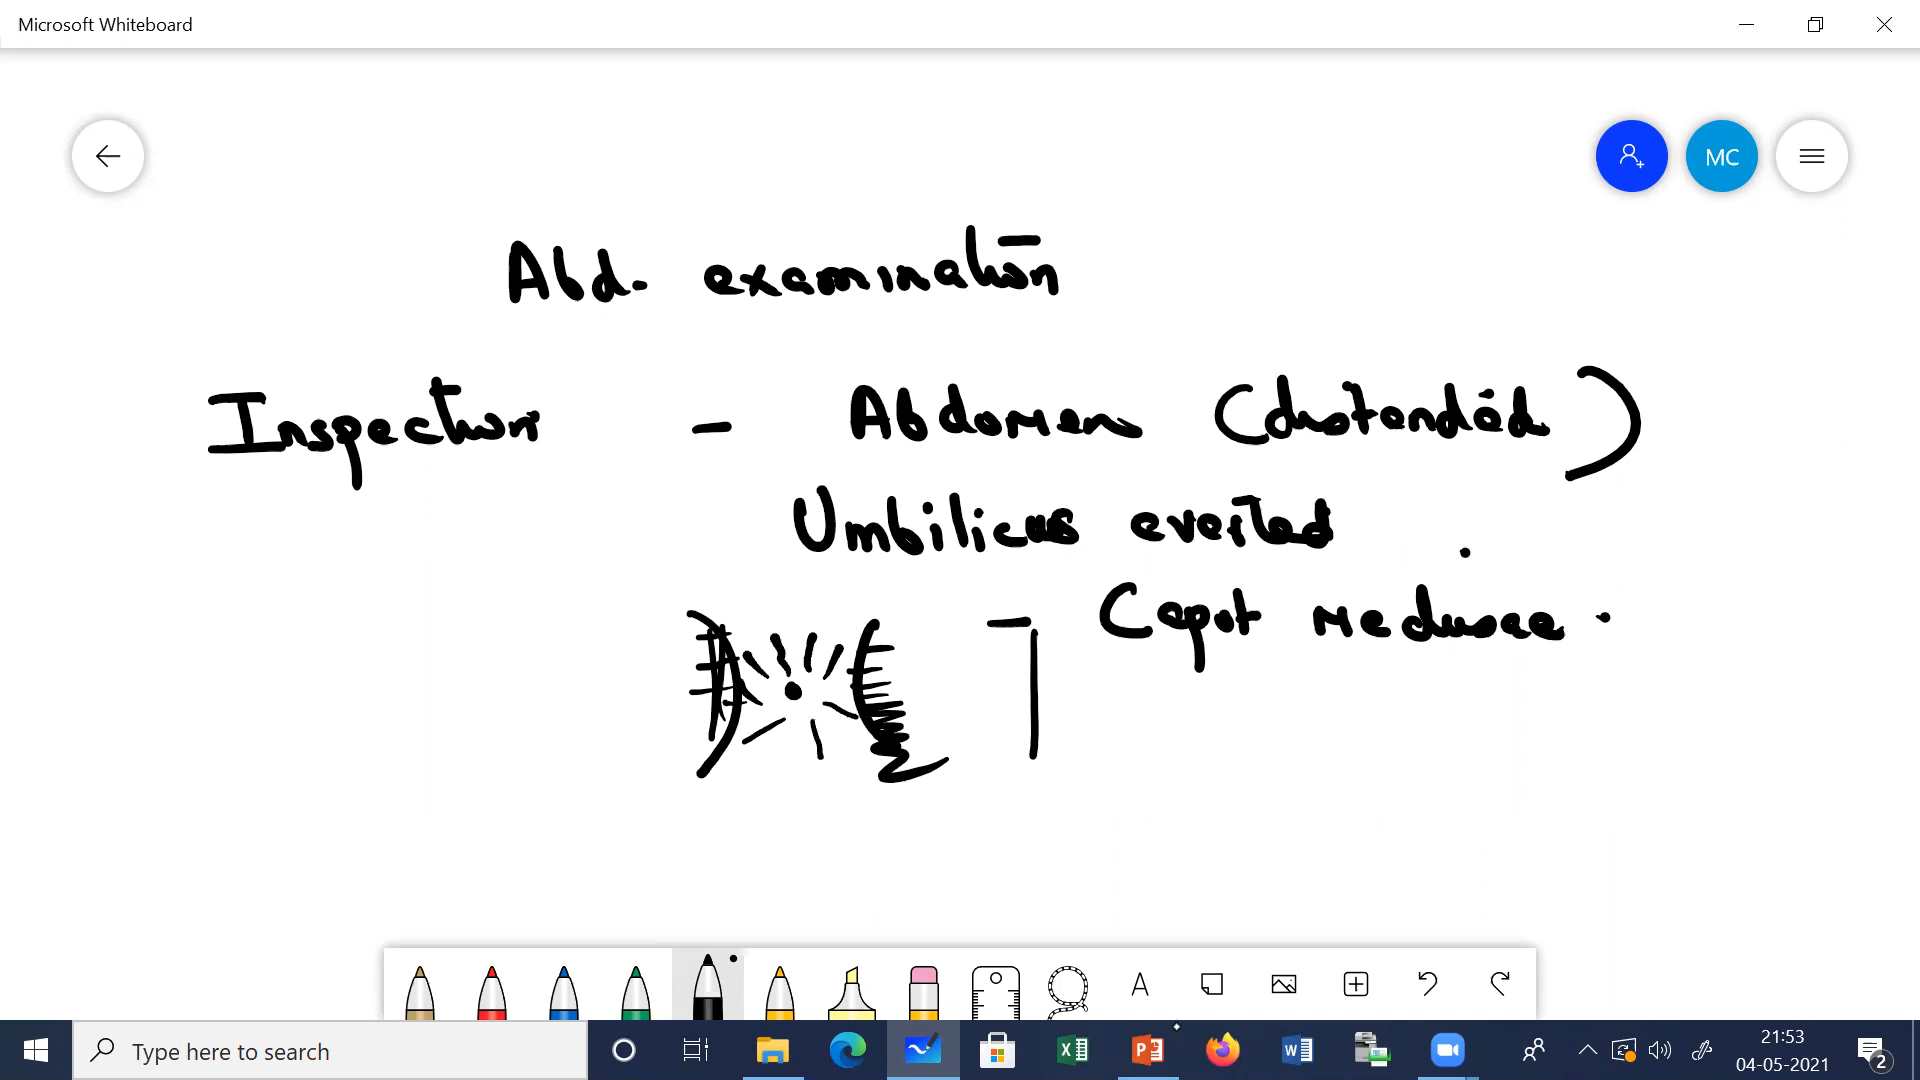 Microsoft Whiteboard
MC
Abd. examination
Inspection - Abdomen (distended)
Umbilicus everted
- Caput medusae.
A
Type here to search
21:53
04-05-2021
2